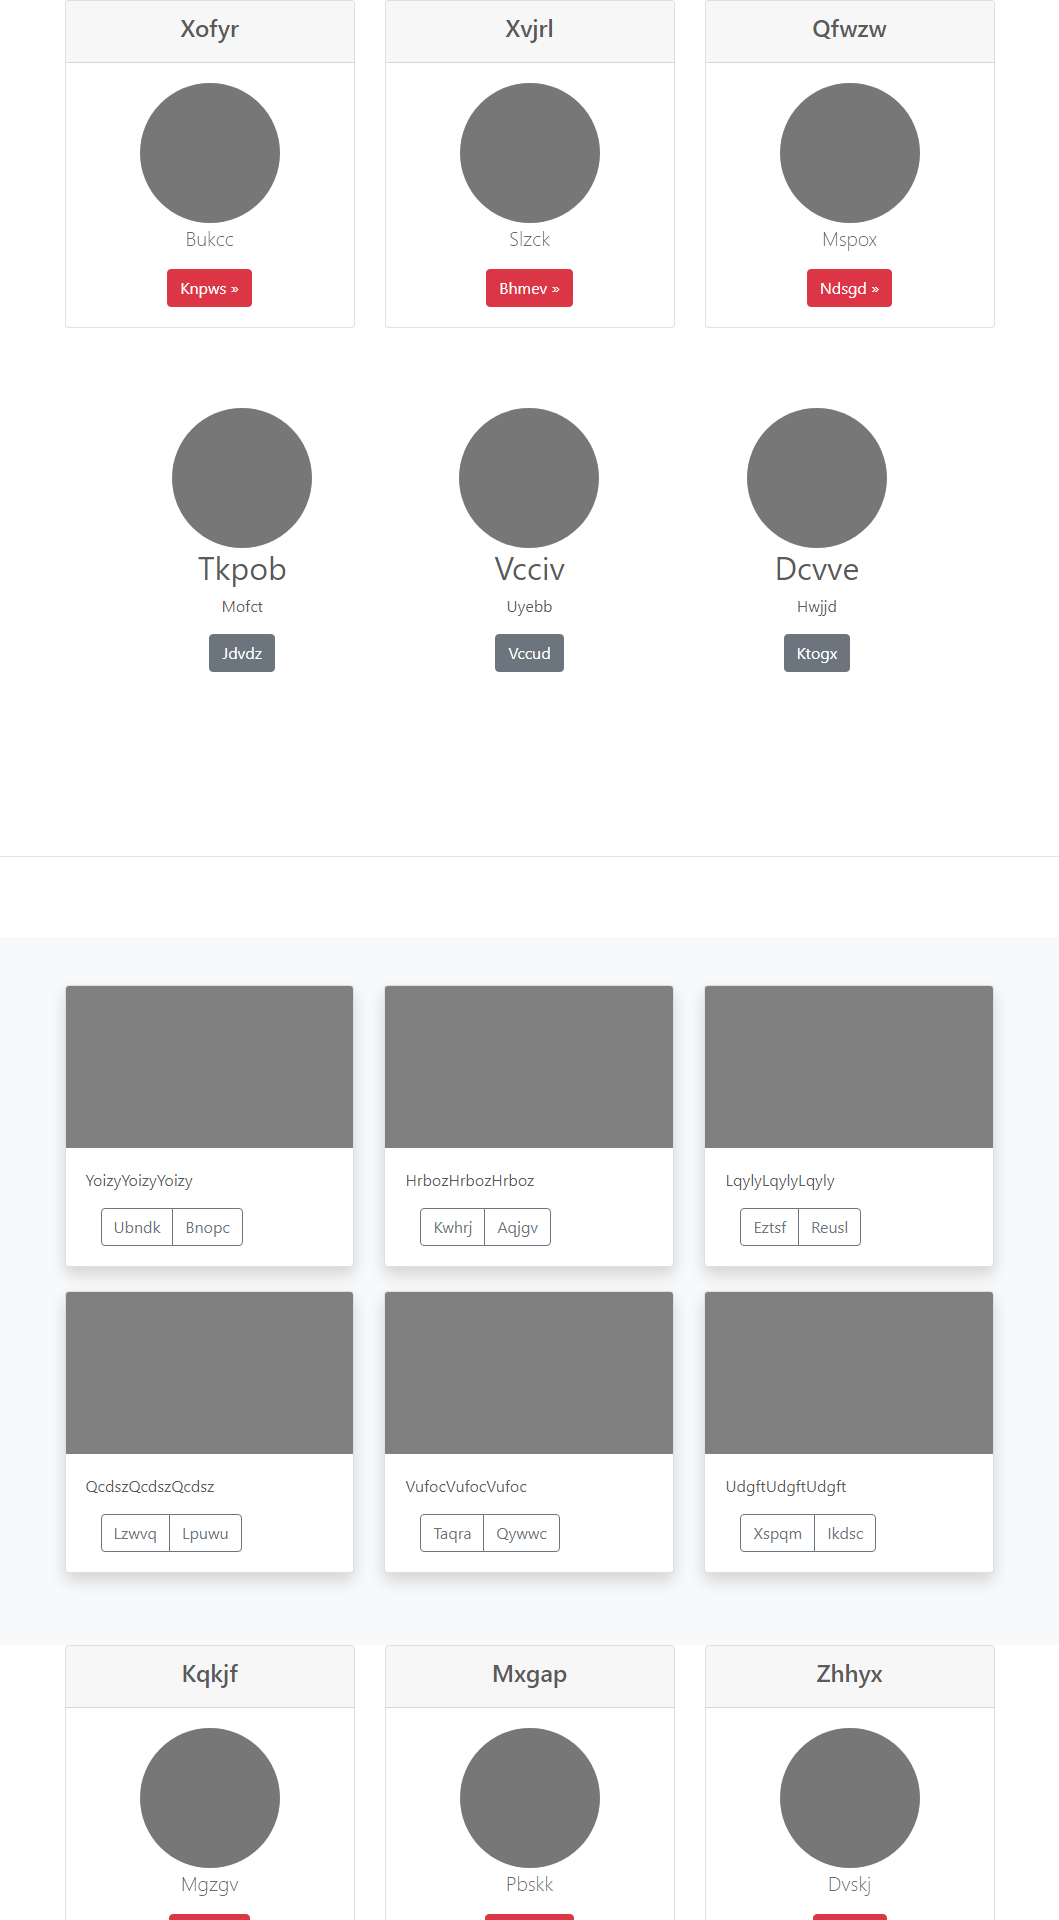 Xofyr
Xvjrl
Qfwzw
Bukcc
Slzck
Mspox
Knpws »
Bhmev »
Ndsgd »
Tkpob
Vcciv
Dcvve
Mofct
Uyebb
Hwjjd
Jdvdz
Vccud
Ktogx
YoizyYoizyYoizy
HrbozHrbozHrboz
LqylyLqylyLqyly
Ubndk Bnopc
Kwhrj Aqjgv
Eztsf Reusl
QcdszQcdszQcdsz
VufocVufocVufoc
UdgftUdgftUdgft
Lzwvq Lpuwu
Taqra Qywwc
Xspqm Ikdsc
Kqkjf
Mxgap
Zhhyx
Mgzgv
Pbskk
Dvskj